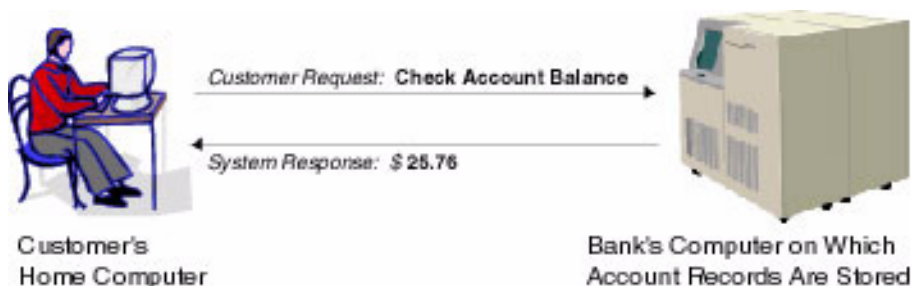 Customer Request: Check Account Balance
System Response: $ 25.76
Customer's
Home Computer
Bank's Computer on Which
Account Records Are Stored